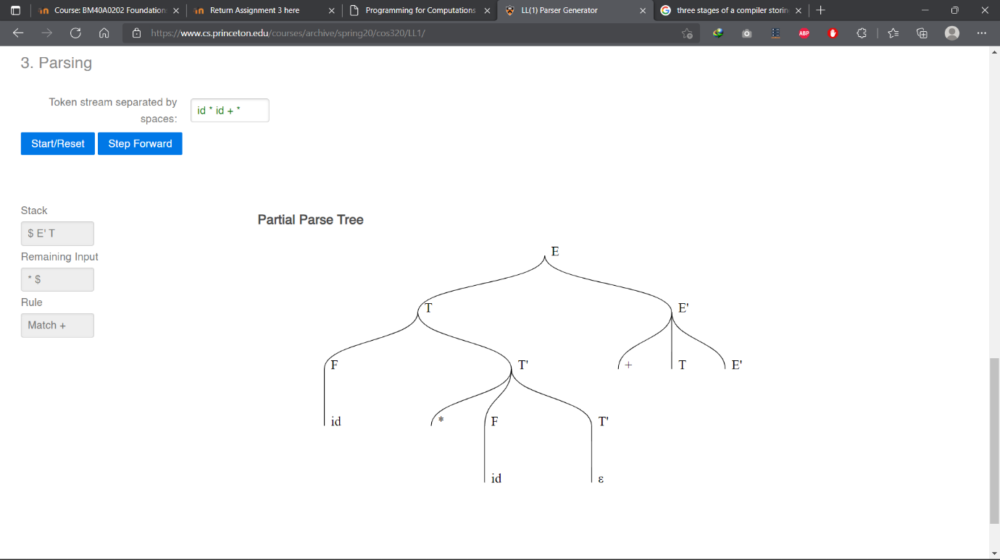 Course: BM40A0202 Foundation
Return Assignment 3 here
Programming for Computations
LL(1) Parser Generator
three stages of a compiler storin
https://www.cs.princeton.edu/courses/archive/spring20/cos320/LL1/
ABP
3. Parsing
Token stream separated by
spaces:
id * id + *
Start/Reset
Step Forward
Stack
$ E' T
Remaining Input
* $
Rule
Match +
Partial Parse Tree
E
T E'
F T' + T E'
id * F T'
id ε